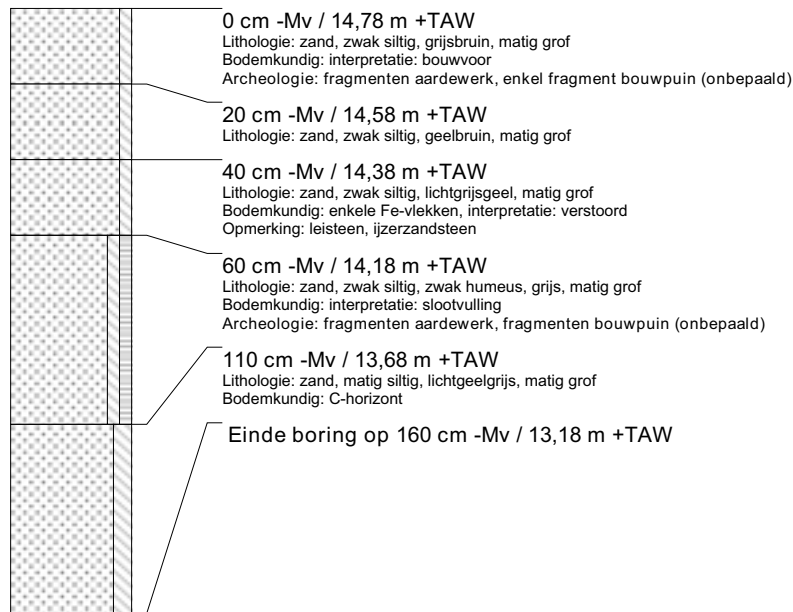 0 cm -Mv / 14,78 m +TAW
Lithologie: zand, zwak siltig, grijsbruin, matig grof
Bodemkundig: interpretatie: bouwvoor
Archeologie: fragmenten aardewerk, enkel fragment bouwpuin (onbepaald)
20 cm -Mv / 14,58 m +TAW
Lithologie: zand, zwak siltig, geelbruin, matig grof
40 cm -Mv / 14,38 m +TAW
Lithologie: zand, zwak siltig, lichtgrijsgeel, matig grof
Bodemkundig: enkele Fe-vlekken, interpretatie: verstoord
Opmerking: leisteen, ijzerzandsteen
60 cm -Mv / 14,18 m +TAW
Lithologie: zand, zwak siltig, zwak humeus, grijs, matig grof
Bodemkundig: interpretatie: slootvulling
Archeologie: fragmenten aardewerk, fragmenten bouwpuin (onbepaald)
110 cm -Mv / 13,68 m +TAW
Lithologie: zand, matig siltig, lichtgeelgrijs, matig grof
Bodemkundig: C-horizont
Einde boring op 160 cm -Mv / 13,18 m +TAW